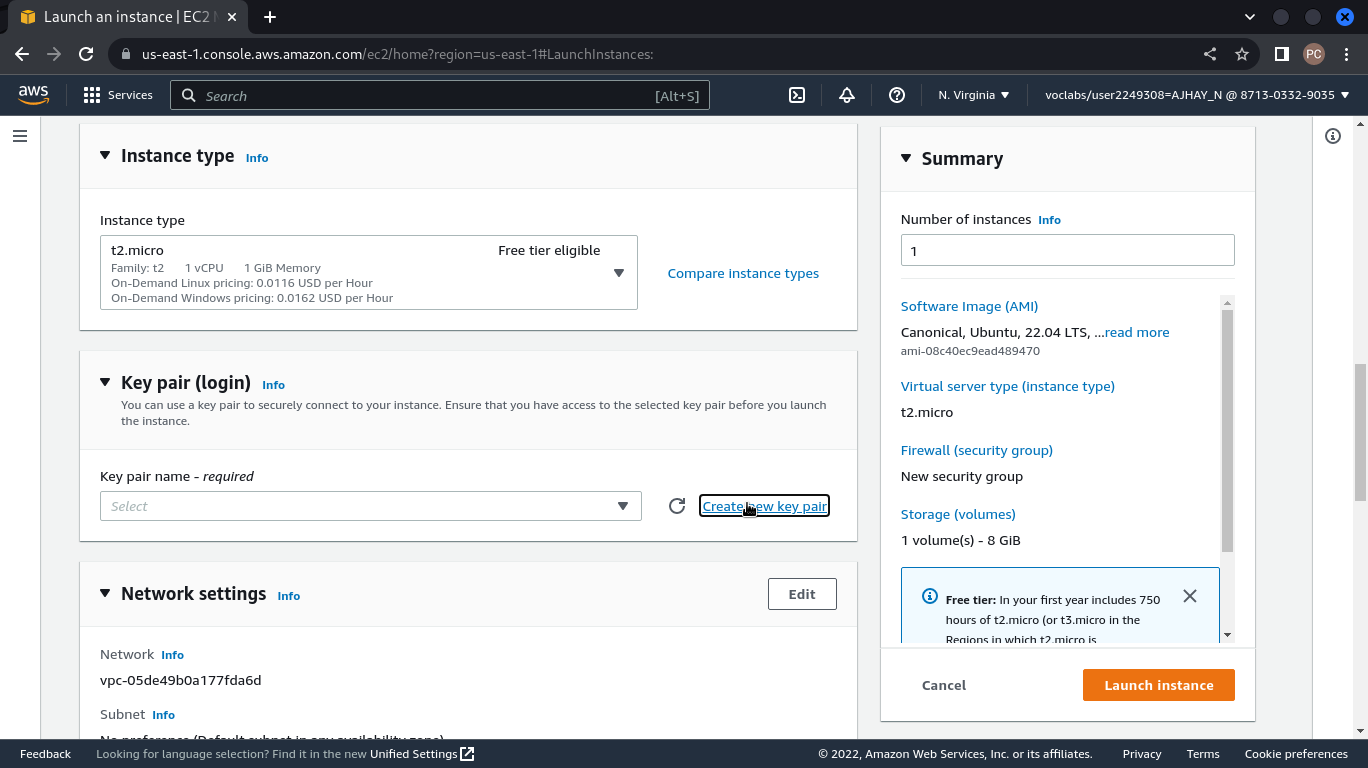 Launch an instance | EC2
us-east-1.console.aws.amazon.com/ec2/home?region=us-east-1#LaunchInstances:
PC
aws
Services
Search
[Alt+S]
N. Virginia
voclabs/user2249308=AJHAY_N @ 8713-0332-9035
Instance type Info
Instance type
t2.micro
Free tier eligible
Family: t2 1 vCPU 1 GiB Memory
On-Demand Linux pricing: 0.0116 USD per Hour
On-Demand Windows pricing: 0.0162 USD per Hour
Compare instance types
Key pair (login) Info
You can use a key pair to securely connect to your instance. Ensure that you have access to the selected key pair before you launch
the instance.
Key pair name - required
Select
Create new key pair
Network settings Info
Edit
Network Info
vpc-05de49b0a177fda6d
Subnet Info
No preference (Default subnet in any availability zone)
Summary
Number of instances Info
1
Software Image (AMI)
Canonical, Ubuntu, 22.04 LTS, ...read more
ami-08c40ec9ead489470
Virtual server type (instance type)
t2.micro
Firewall (security group)
New security group
Storage (volumes)
1 volume(s) - 8 GiB
Free tier: In your first year includes 750
hours of t2.micro (or t3.micro in the
Regions in which t2.micro is
Cancel
Launch instance
Feedback
Looking for language selection? Find it in the new Unified Settings
© 2022, Amazon Web Services, Inc. or its affiliates.
Privacy
Terms
Cookie preferences